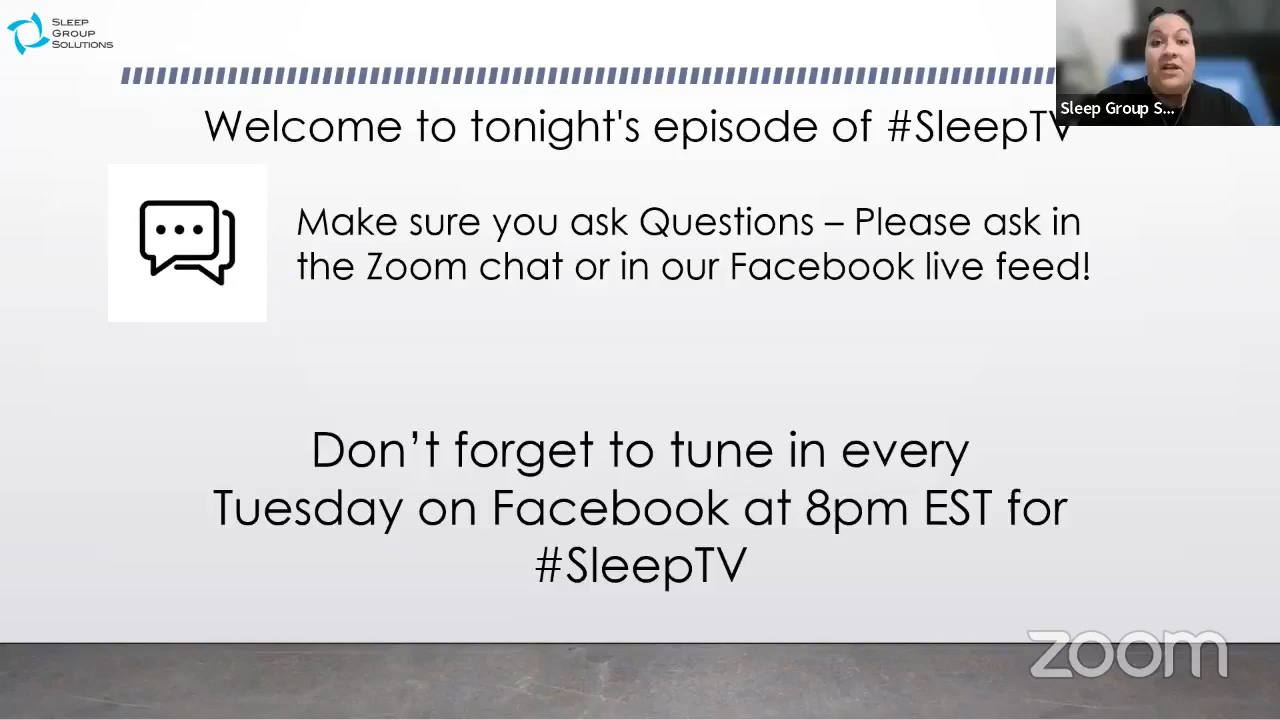 SLEEP
GROUP
SOLUTIONS
Sleep Group S...
Welcome to tonight's episode of #SleepTV
Make sure you ask Questions – Please ask in
the Zoom chat or in our Facebook live feed!
Don’t forget to tune in every
Tuesday on Facebook at 8pm EST for
#SleepTV
zoom